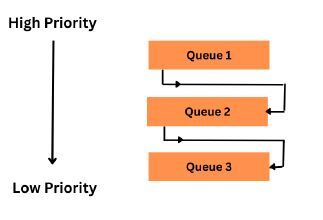 High Priority
Queue 1
Queue 2
Queue 3
Low Priority